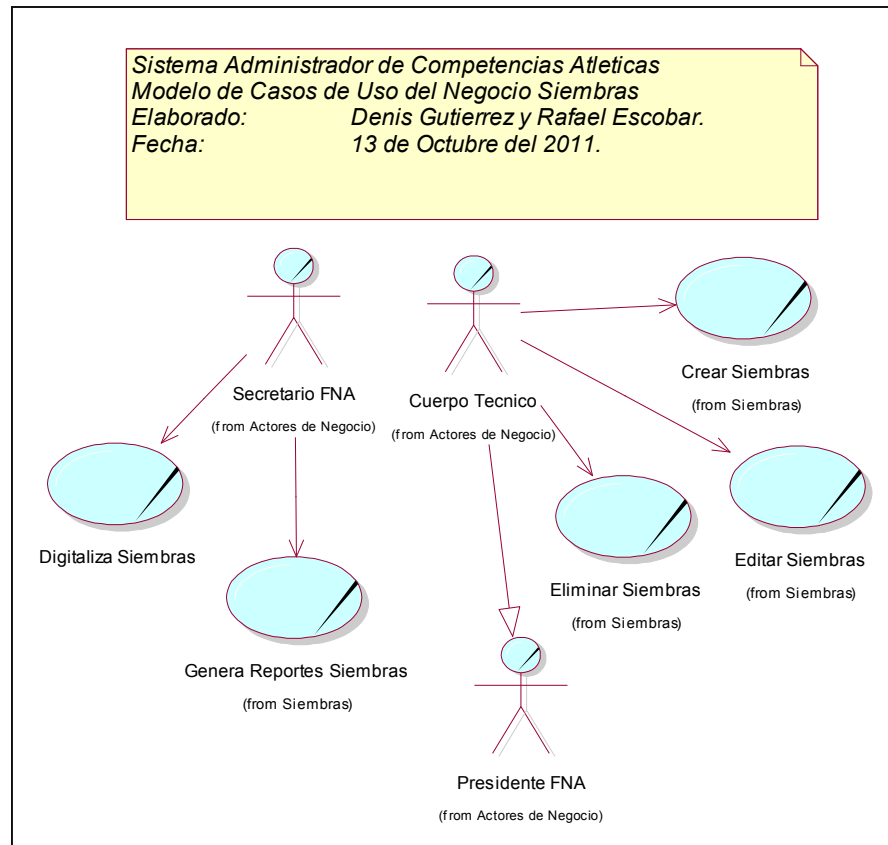 Sistema Administrador de Competencias Atleticas
Modelo de Casos de Uso del Negocio Siembras
Elaborado: Denis Gutierrez y Rafael Escobar.
Fecha: 13 de Octubre del 2011.
Secretario FNA
(from Actores de Negocio)
Cuerpo Tecnico
(from Actores de Negocio)
Crear Siembras
(from Siembras)
Digitaliza Siembras
Genera Reportes Siembras
(from Siembras)
Eliminar Siembras
(from Siembras)
Editar Siembras
(from Siembras)
Presidente FNA
(from Actores de Negocio)